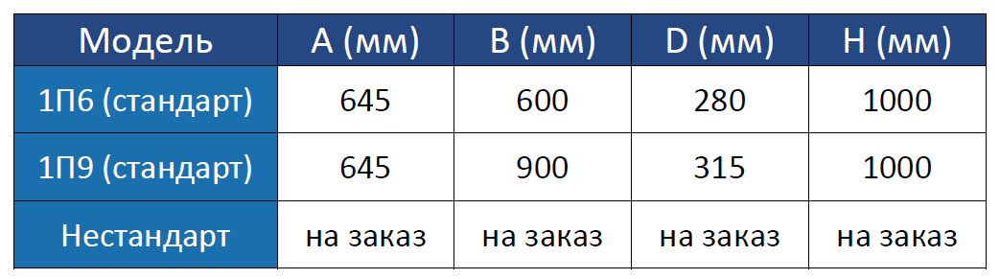 Модель A (мм) B (мм) D (мм) H (мм)
1П6 (стандарт) 645 600 280 1000
1П9 (стандарт) 645 900 315 1000
Нестандарт на заказ на заказ на заказ на заказ